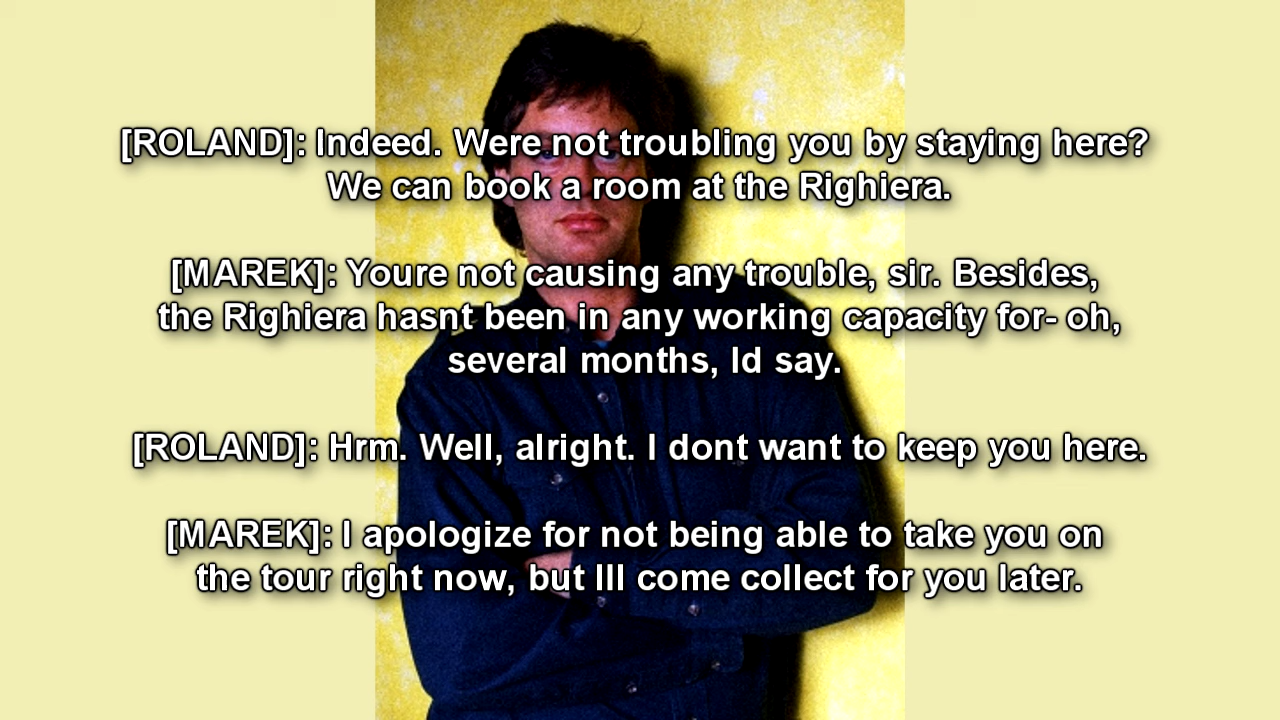 [ROLAND]: Indeed. Were not troubling you by staying here?
We can book a room at the Righiera.
[MAREK]: Youre not causing any trouble, sir. Besides,
the Righiera hasnt been in any working capacity for- oh,
several months, Id say.
[ROLAND]: Hrm. Well, alright. I dont want to keep you here.
[MAREK]: I apologize for not being able to take you on
the tour right now, but Ill come collect for you later.